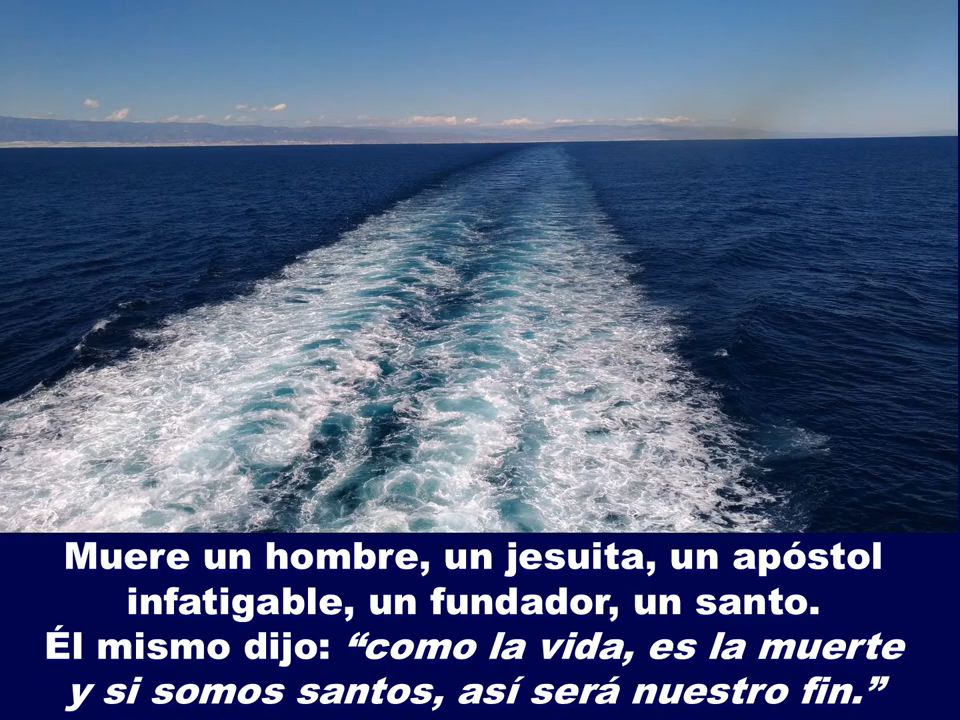 Muere un hombre, un jesuita, un apóstol
infatigable, un fundador, un santo.
Él mismo dijo: “como la vida, es la muerte
y si somos santos, así será nuestro fin.”